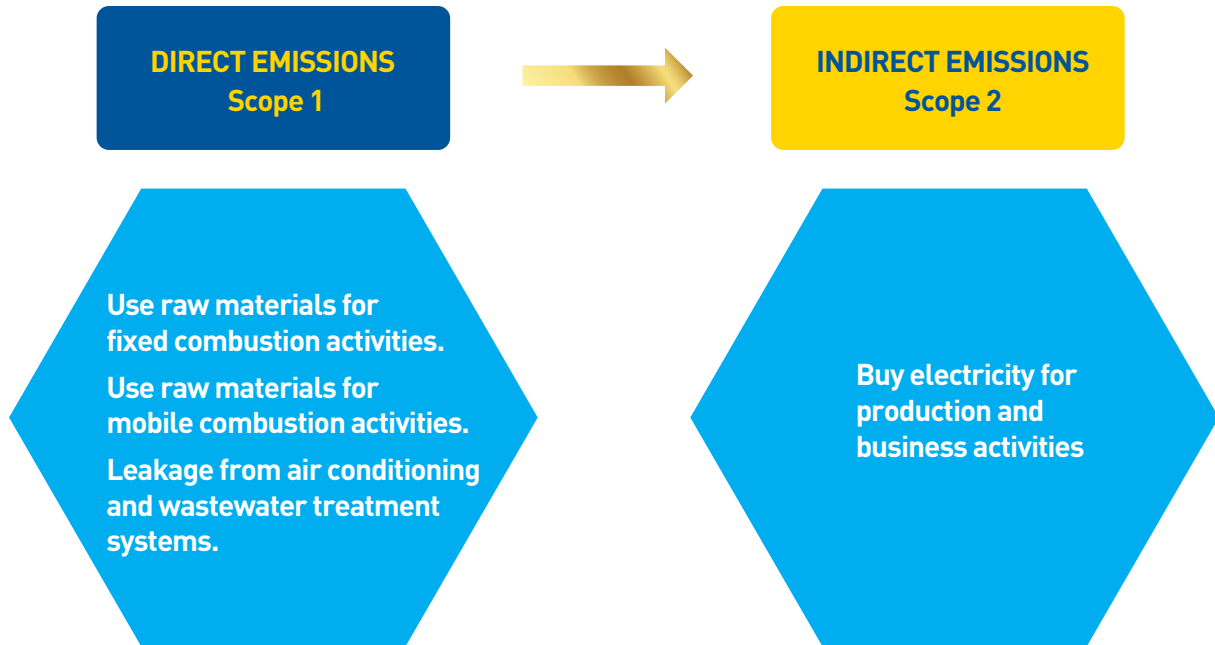 DIRECT EMISSIONS
Scope 1
INDIRECT EMISSIONS
Scope 2
Use raw materials for
fixed combustion activities.
Use raw materials for
mobile combustion activities.
Leakage from air conditioning
and wastewater treatment
systems.
Buy electricity for
production and
business activities